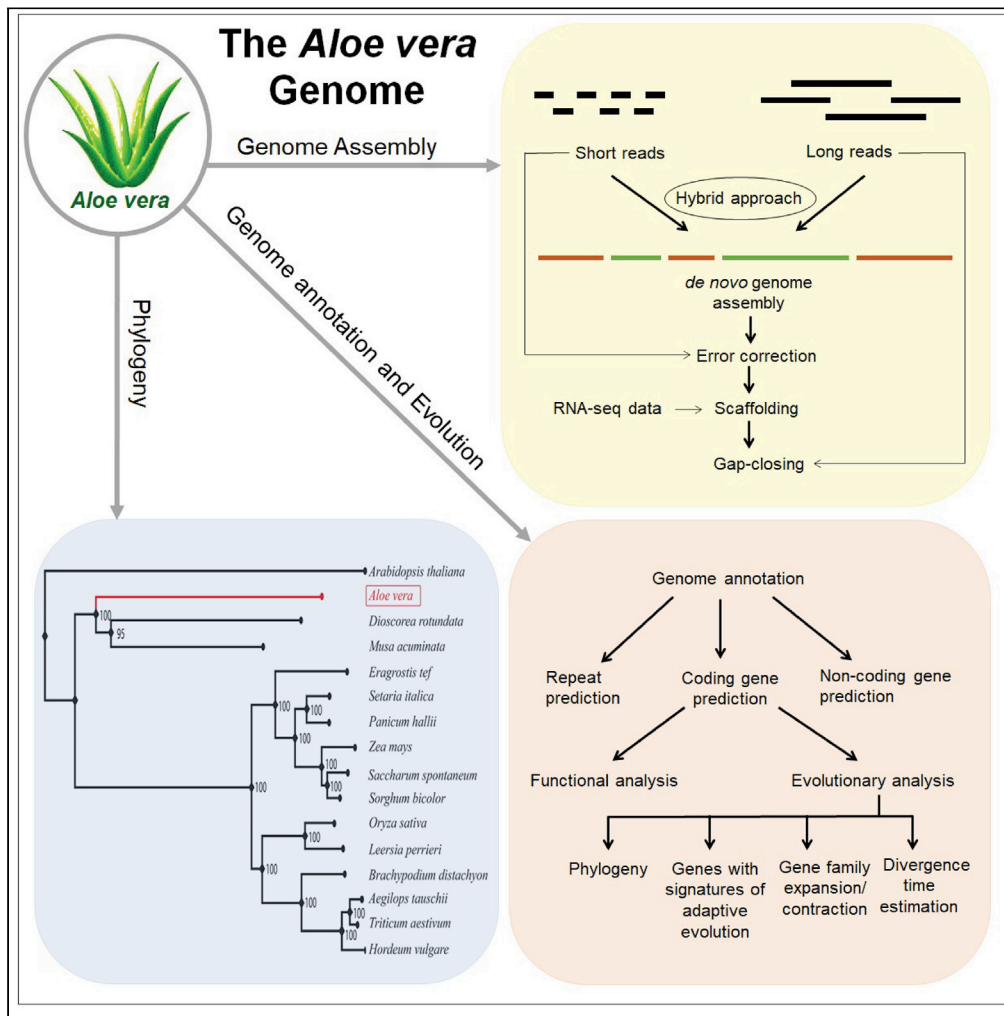 The Aloe vera
Genome
Aloe vera
Genome Assembly
Genome annotation and Evolution
Phylogeny
Short reads
Long reads
Hybrid approach
de novo genome
assembly
Error correction
RNA-seq data
Scaffolding
Gap-closing
Arabidopsis thaliana
Aloe vera
100
Dioscorea rotundata
95
Musa acuminata
Eragrostis tef
100
Setaria italica
100
Panicum hallii
100
Zea mays
100
Saccharum spontaneum
100
Sorghum bicolor
100
Oryza sativa
100
Leersia perrieri
100
Brachypodium distachyon
100
Aegilops tauschii
100
Triticum aestivum
100
Hordeum vulgare
Genome annotation
Repeat
prediction
Coding gene
prediction
Non-coding gene
prediction
Functional analysis
Evolutionary analysis
Phylogeny
Genes with
signatures of
adaptive
evolution
Gene family
expansion/
contraction
Divergence
time
estimation